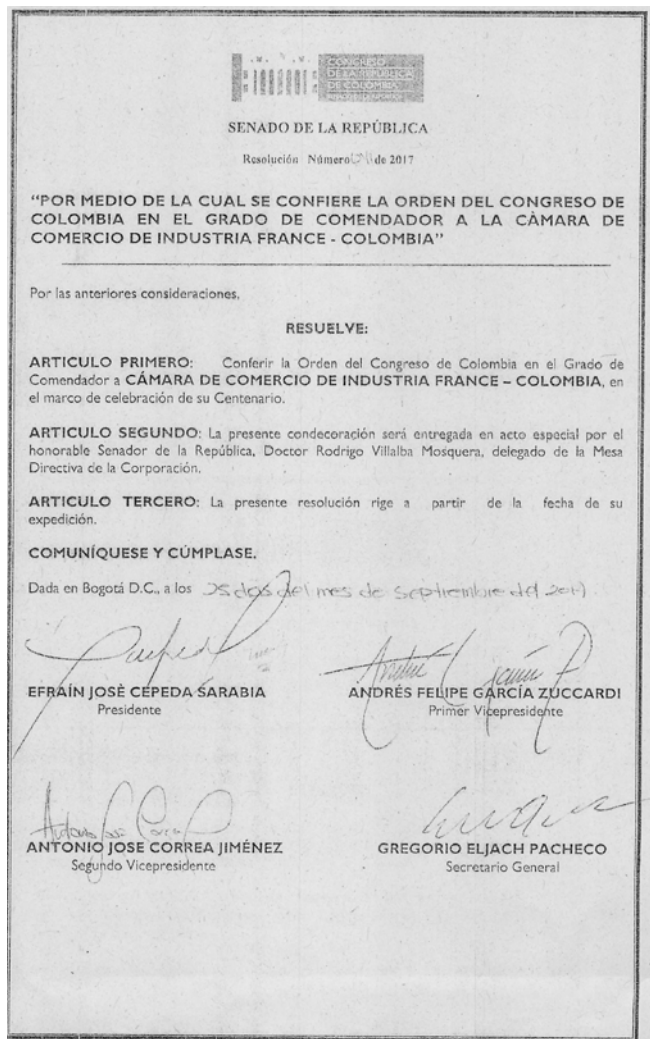 CONGRESO
DE LA REPÚBLICA
DE COLOMBIA
SENADO DE LA REPÚBLICA
Resolución Número de 2017
“POR MEDIO DE LA CUAL SE CONFIERE LA ORDEN DEL CONGRESO DE
COLOMBIA EN EL GRADO DE COMENDADOR A LA CÀMARA DE
COMERCIO DE INDUSTRIA FRANCE - COLOMBIA”
Por las anteriores consideraciones,
RESUELVE:
ARTICULO PRIMERO: Conferir la Orden del Congreso de Colombia en el Grado de
Comendador a CÁMARA DE COMERCIO DE INDUSTRIA FRANCE – COLOMBIA, en
el marco de celebración de su Centenario.
ARTICULO SEGUNDO: La presente condecoración será entregada en acto especial por el
honorable Senador de la República, Doctor Rodrigo Villalba Mosquera, delegado de la Mesa
Directiva de la Corporación.
ARTICULO TERCERO: La presente resolución rige a partir de la fecha de su
expedición.
COMUNÍQUESE Y CÚMPLASE,
Dada en Bogotá D.C., a los del mes de septiembre del 2017
EFRAÍN JOSÈ CEPEDA SARABIA
Presidente
ANDRÉS FELIPE GARCÍA ZUCCARDI
Primer Vicepresidente
ANTONIO JOSE CORREA JIMÉNEZ
Segundo Vicepresidente
GREGORIO ELJACH PACHECO
Secretario General